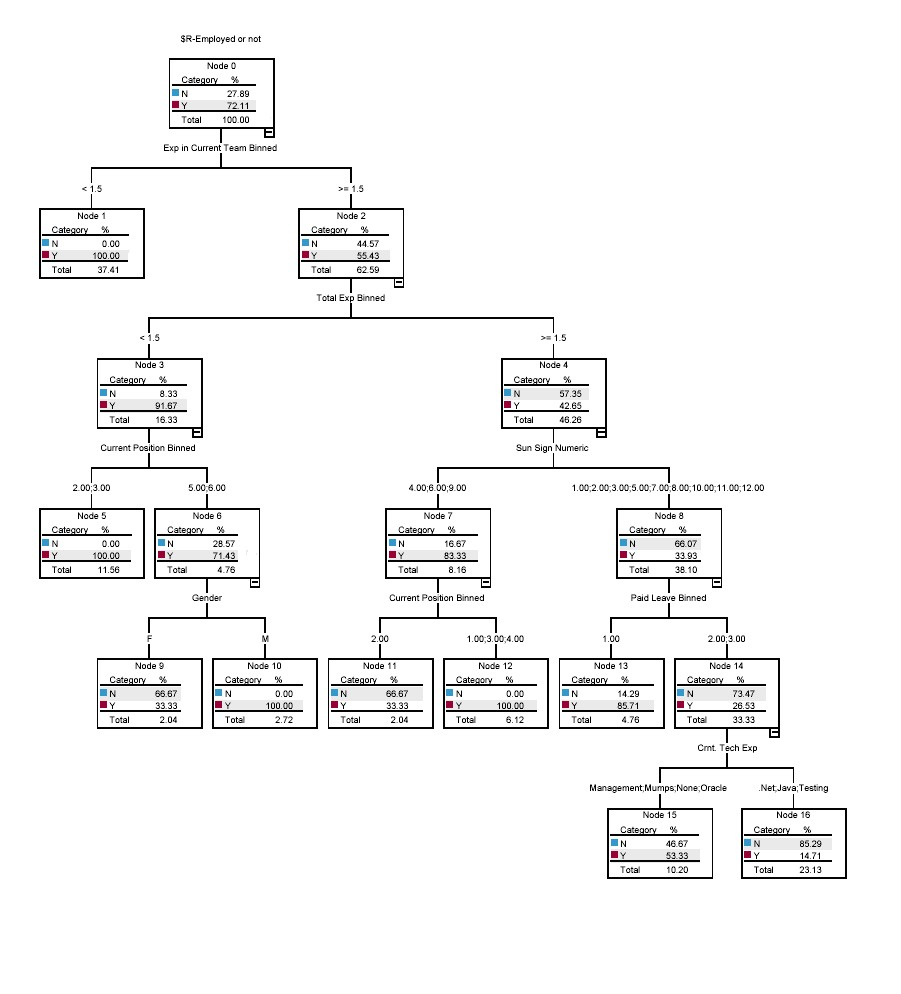 $R-Employed or not
Node 0
Category %
N 27.89
Y 72.11
Total 100.00
Exp in Current Team Binned
< 1.5 >= 1.5
Node 1
Category %
N 0.00
Y 100.00
Total 37.41
Node 2
Category %
N 44.57
Y 55.43
Total 62.59
Total Exp Binned
< 1.5 >= 1.5
Node 3
Category %
N 8.33
Y 91.67
Total 16.33
Node 4
Category %
N 57.35
Y 42.65
Total 46.26
Current Position Binned
Sun Sign Numeric
2.00;3.00 5.00;6.00 4.00;6.00;9.00 1.00;2.00;3.00;5.00;7.00;8.00;10.00;11.00;12.00
Node 5
Category %
N 0.00
Y 100.00
Total 11.56
Node 6
Category %
N 28.57
Y 71.43
Total 4.76
Node 7
Category %
N 16.67
Y 83.33
Total 8.16
Node 8
Category %
N 66.07
Y 33.93
Total 38.10
Gender
Current Position Binned
Paid Leave Binned
F M 2.00 1.00;3.00;4.00 1.00 2.00;3.00
Node 9
Category %
N 66.67
Y 33.33
Total 2.04
Node 10
Category %
N 0.00
Y 100.00
Total 2.72
Node 11
Category %
N 66.67
Y 33.33
Total 2.04
Node 12
Category %
N 0.00
Y 100.00
Total 6.12
Node 13
Category %
N 14.29
Y 85.71
Total 4.76
Node 14
Category %
N 73.47
Y 26.53
Total 33.33
Crnt. Tech Exp
Management;Mumps;None;Oracle .Net;Java;Testing
Node 15
Category %
N 46.67
Y 53.33
Total 10.20
Node 16
Category %
N 85.29
Y 14.71
Total 23.13